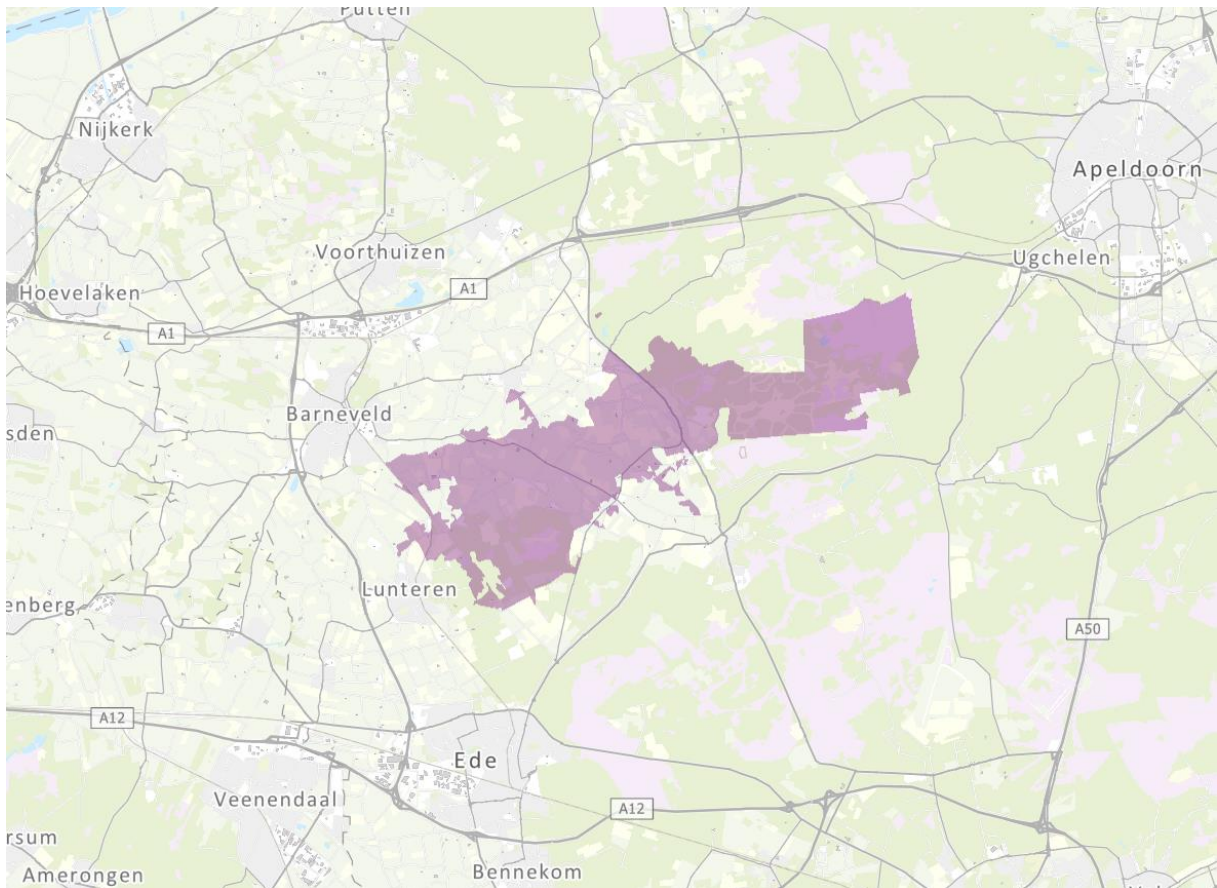 Putten
Nijkerk
Apeldoorn
Voorthuizen
Ugchelen
Hoevelaken
A1
A1
Barneveld
sden
Lunteren
enberg
A50
A12
Ede
Veenendaal
A12
rsum
Bennekom
Amerongen